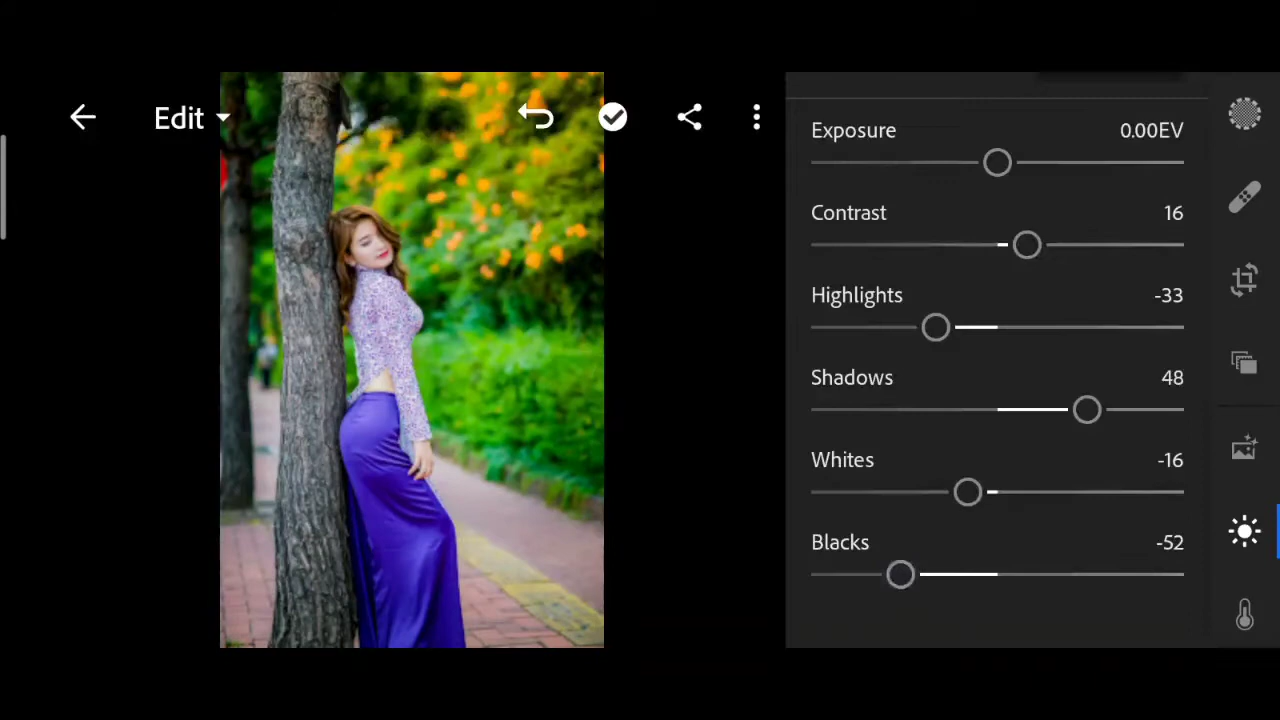 Edit
Exposure 0.00EV
Contrast 16
Highlights -33
Shadows 48
Whites -16
Blacks -52